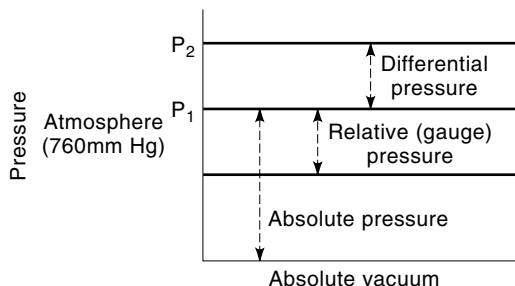 P2
Differential
pressure
P1
Atmosphere
(760mm Hg)
Relative (gauge)
pressure
Pressure
Absolute pressure
Absolute vacuum